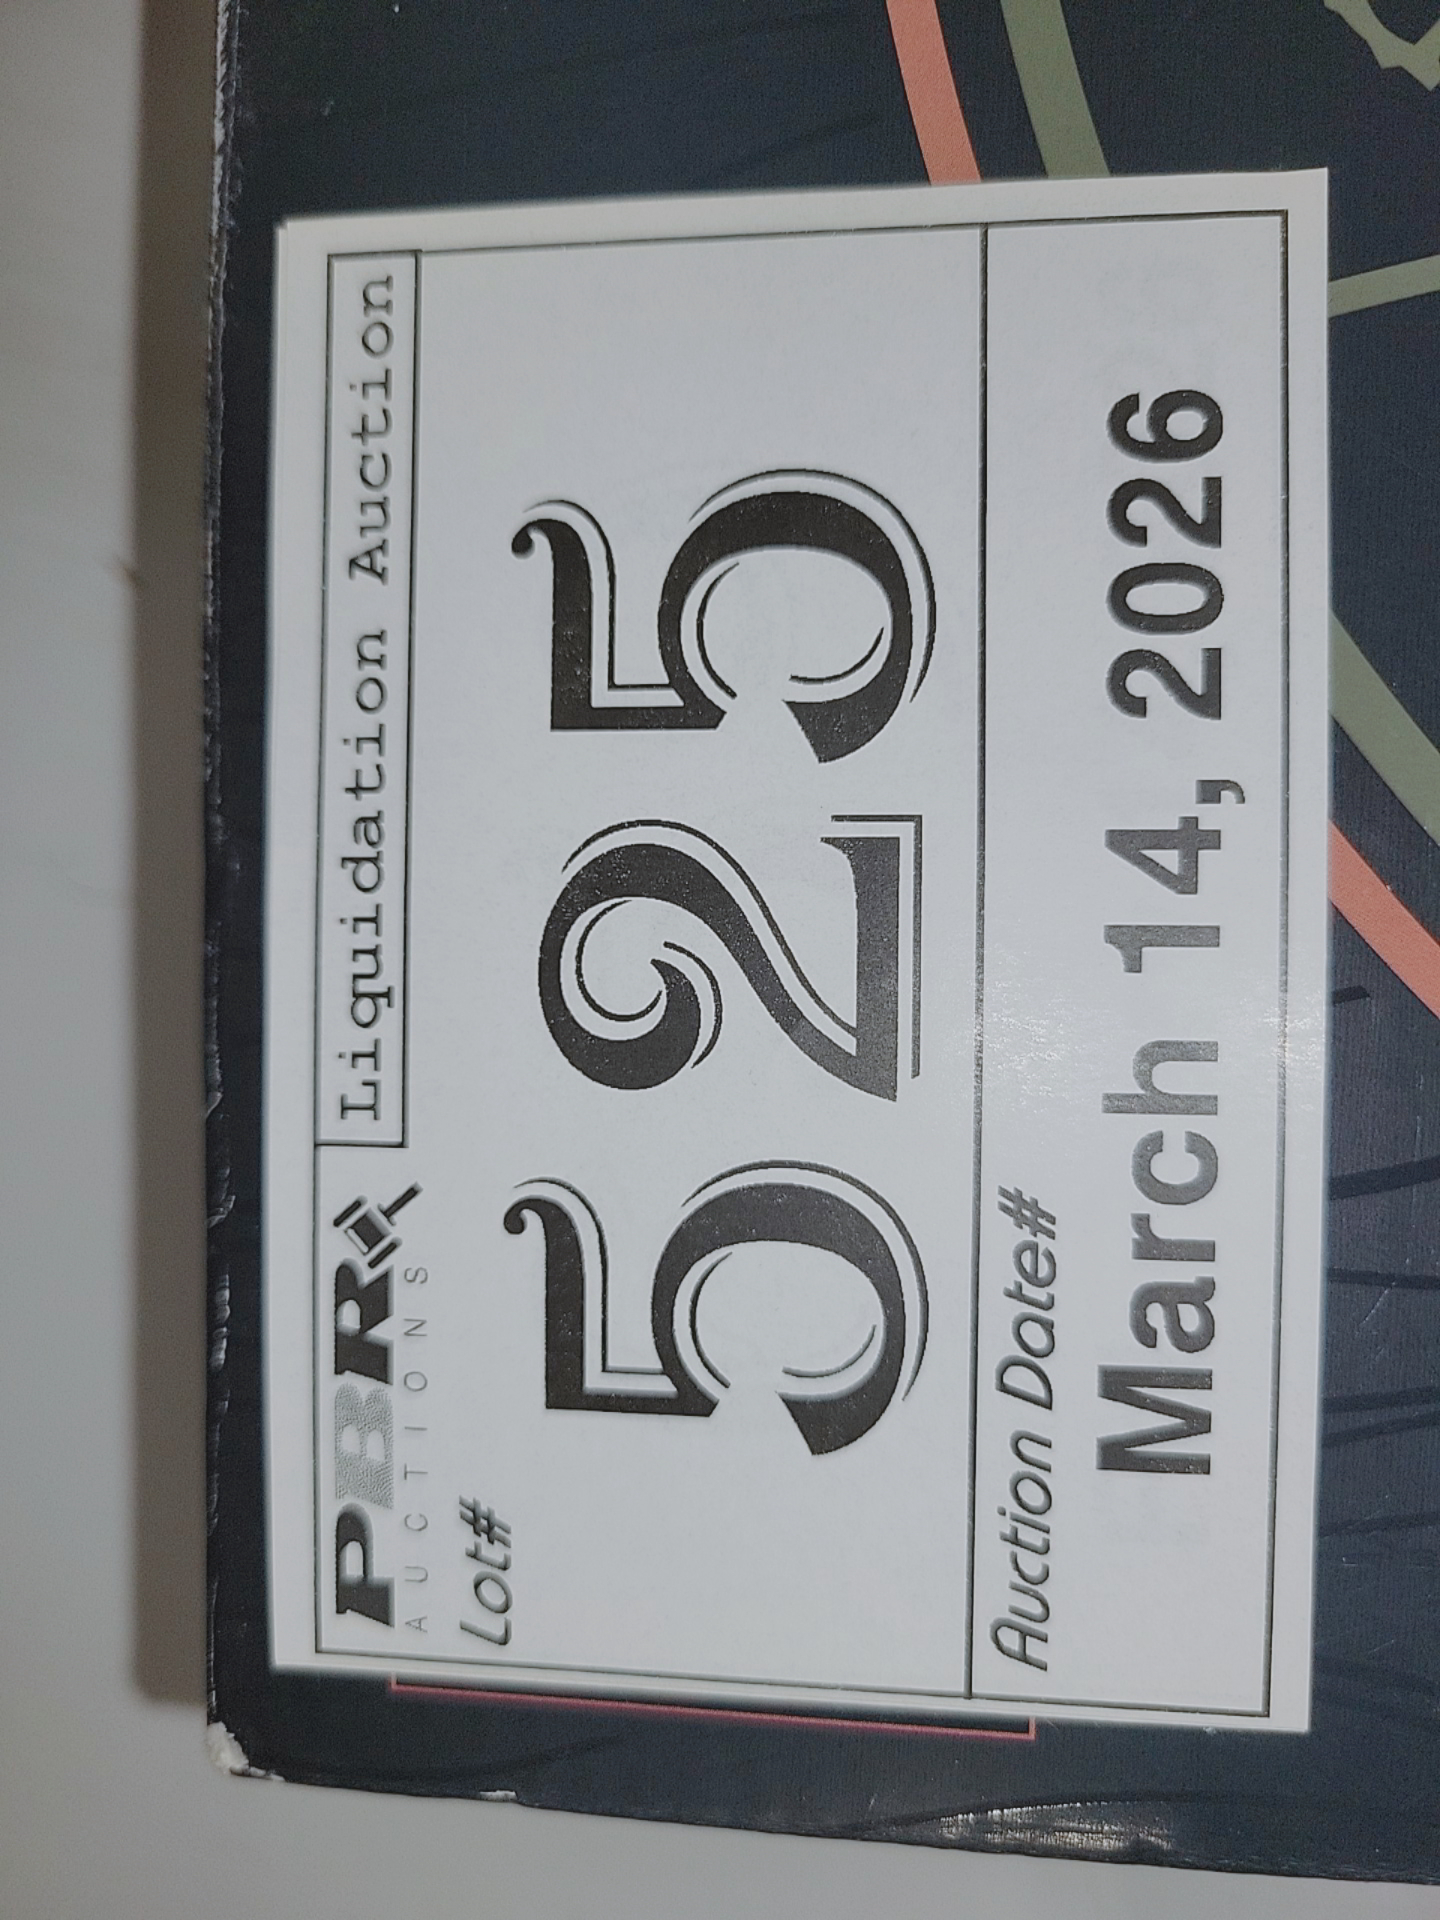 PBR
AUCTIONS
Liquidation Auction
Lot#
525
Auction Date#
March 14, 2026